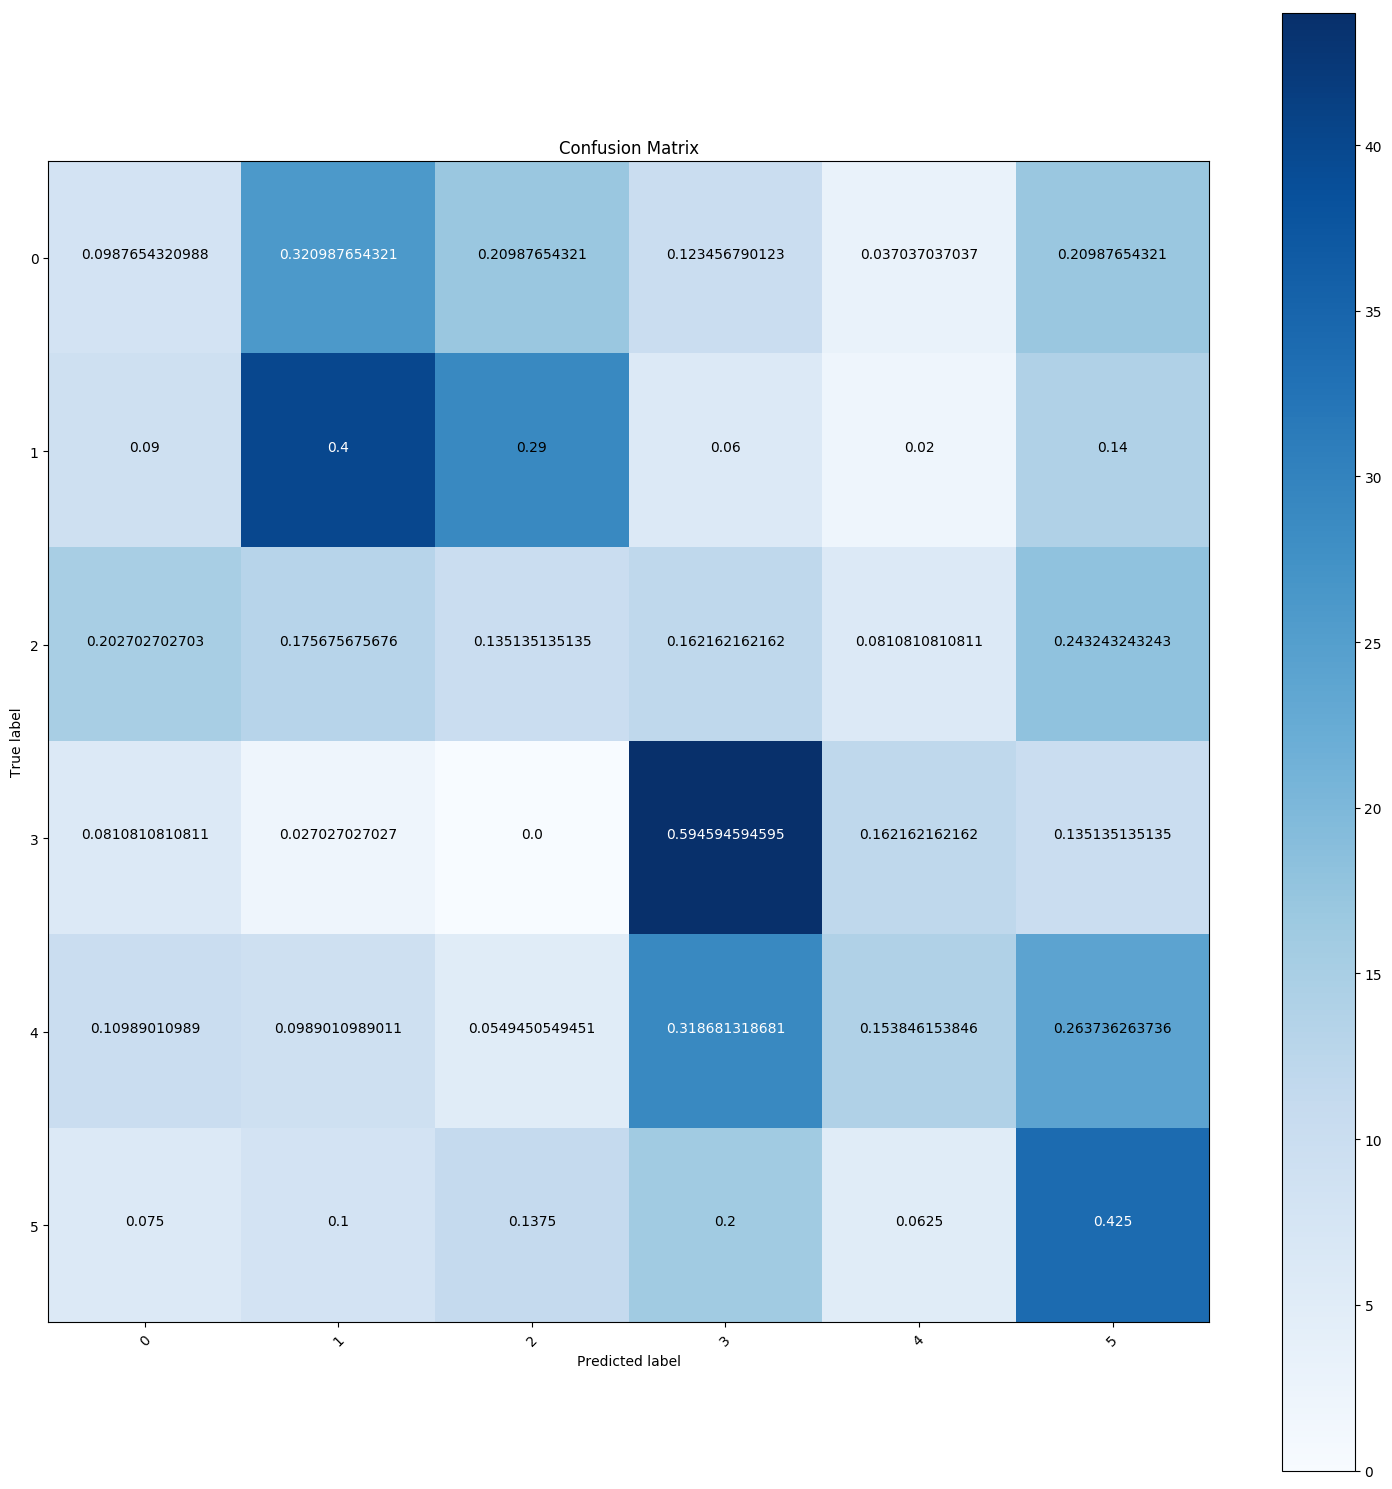 Confusion Matrix
0 0.0987654320988 0.320987654321 0.20987654321 0.123456790123 0.037037037037 0.20987654321
1 0.09 0.4 0.29 0.06 0.02 0.14
2 0.202702702703 0.175675675676 0.135135135135 0.162162162162 0.0810810810811 0.243243243243
3 0.0810810810811 0.027027027027 0.0 0.594594594595 0.162162162162 0.135135135135
4 0.10989010989 0.0989010989011 0.0549450549451 0.318681318681 0.153846153846 0.263736263736
5 0.075 0.1 0.1375 0.2 0.0625 0.425
True label
0 1 2 3 4 5
Predicted label
40
35
30
25
20
15
10
5
0